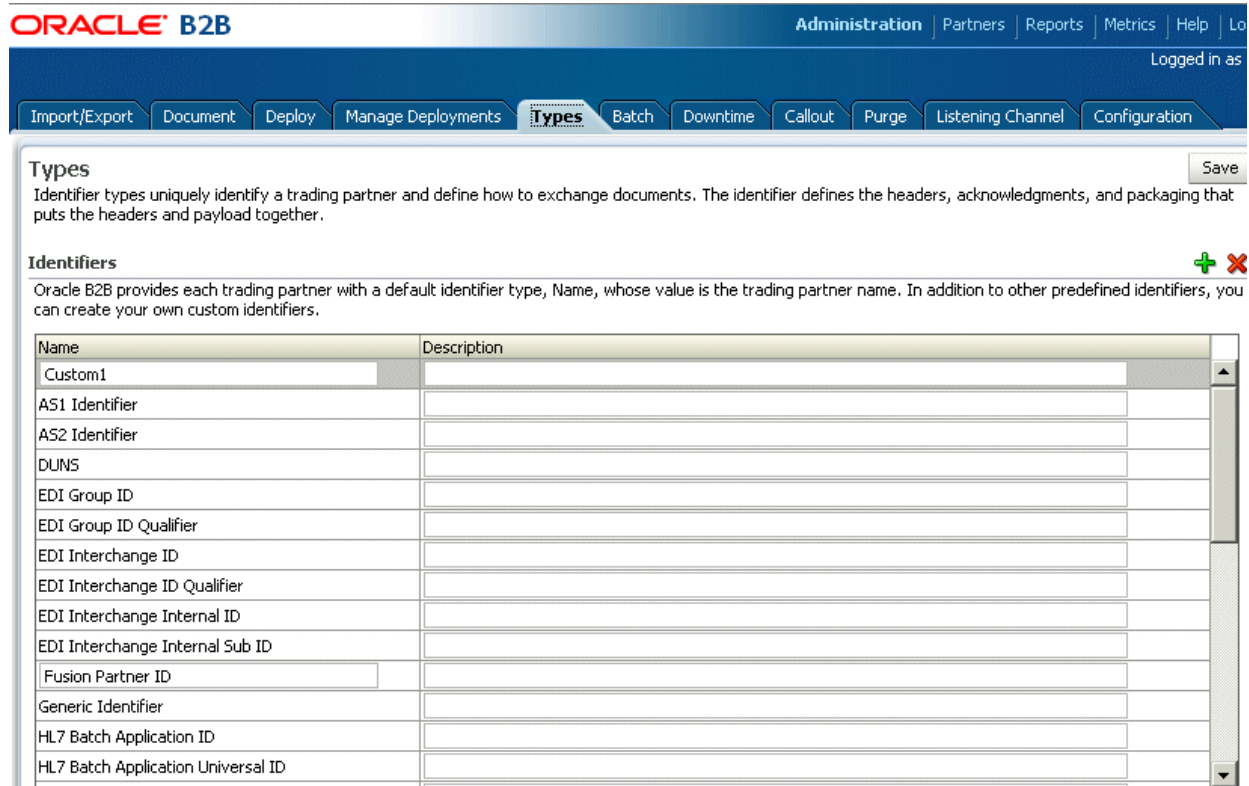 ORACLE B2B
Administration | Partners | Reports | Metrics | Help | Lo
Logged in as
Import/Export Document Deploy Manage Deployments Types Batch Downtime Callout Purge Listening Channel Configuration
Types
Save
Identifier types uniquely identify a trading partner and define how to exchange documents. The identifier defines the headers, acknowledgments, and packaging that
puts the headers and payload together.
Identifiers
Oracle B2B provides each trading partner with a default identifier type, Name, whose value is the trading partner name. In addition to other predefined identifiers, you
can create your own custom identifiers.
Name Description
Custom1
AS1 Identifier
AS2 Identifier
DUNS
EDI Group ID
EDI Group ID Qualifier
EDI Interchange ID
EDI Interchange ID Qualifier
EDI Interchange Internal ID
EDI Interchange Internal Sub ID
Fusion Partner ID
Generic Identifier
HL7 Batch Application ID
HL7 Batch Application Universal ID